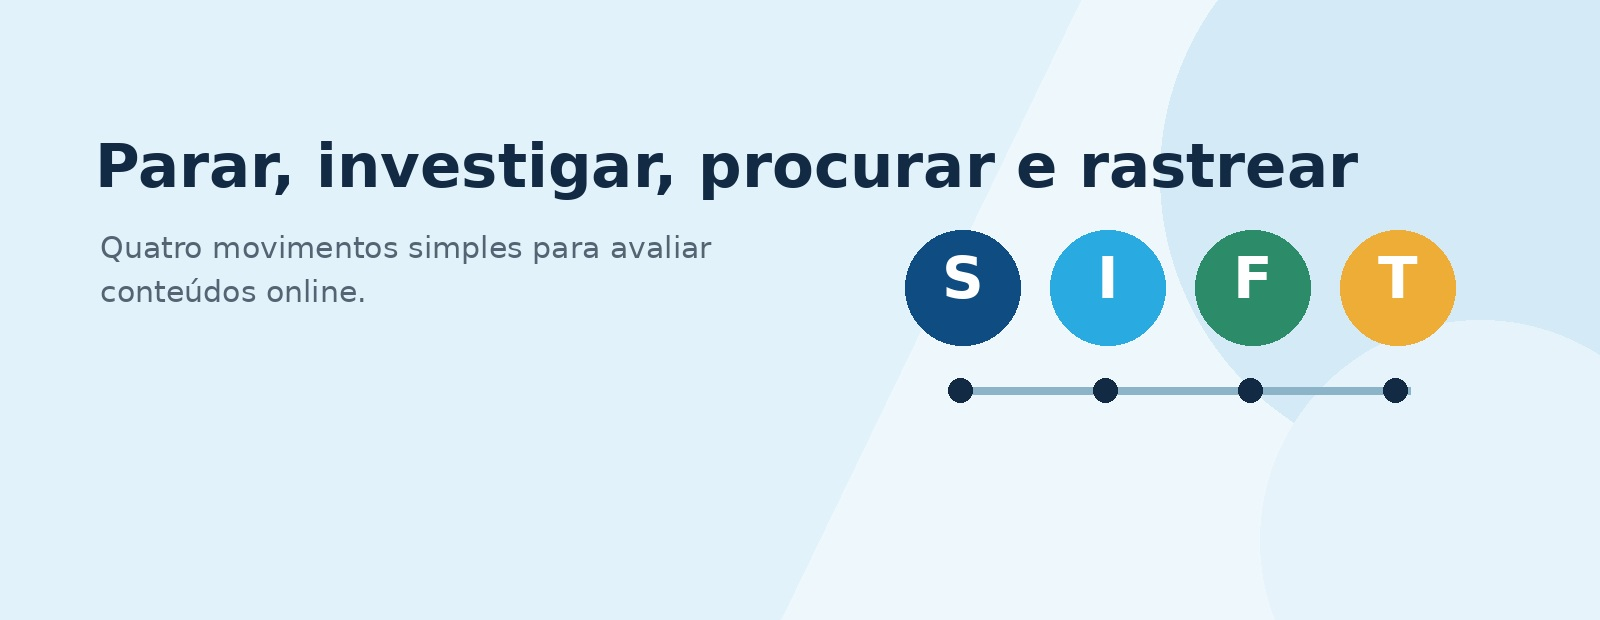 Parar, investigar, procurar e rastrear
Quatro movimentos simples para avaliar
conteúdos online.
S I F T